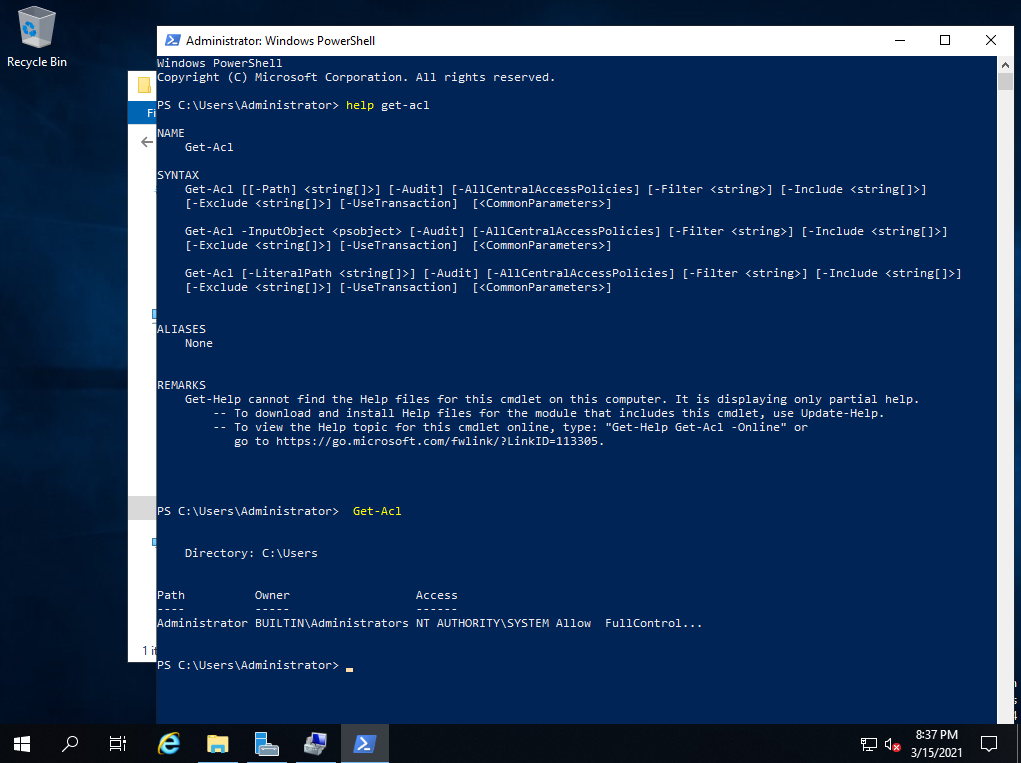 Recycle Bin
Administrator: Windows PowerShell
Windows PowerShell
Copyright (C) Microsoft Corporation. All rights reserved.
PS C:\Users\Administrator> help get-acl
NAME
Get-Acl
SYNTAX
Get-Acl [[-Path] <string[]>] [-Audit] [-AllCentralAccessPolicies] [-Filter <string>] [-Include <string[]>]
[-Exclude <string[]>] [-UseTransaction]  [<CommonParameters>]
Get-Acl -InputObject <psobject> [-Audit] [-AllCentralAccessPolicies] [-Filter <string>] [-Include <string[]>]
[-Exclude <string[]>] [-UseTransaction]  [<CommonParameters>]
Get-Acl [-LiteralPath <string[]>] [-Audit] [-AllCentralAccessPolicies] [-Filter <string>] [-Include <string[]>]
[-Exclude <string[]>] [-UseTransaction]  [<CommonParameters>]
ALIASES
None
REMARKS
Get-Help cannot find the Help files for this cmdlet on this computer. It is displaying only partial help.
-- To download and install Help files for the module that includes this cmdlet, use Update-Help.
-- To view the Help topic for this cmdlet online, type: "Get-Help Get-Acl -Online" or
go to https://go.microsoft.com/fwlink/?LinkID=113305.
PS C:\Users\Administrator>  Get-Acl
Directory: C:\Users
Path Owner Access
---- ----- ------
Administrator BUILTIN\Administrators NT AUTHORITY\SYSTEM Allow  FullControl...
PS C:\Users\Administrator>
8:37 PM
3/15/2021